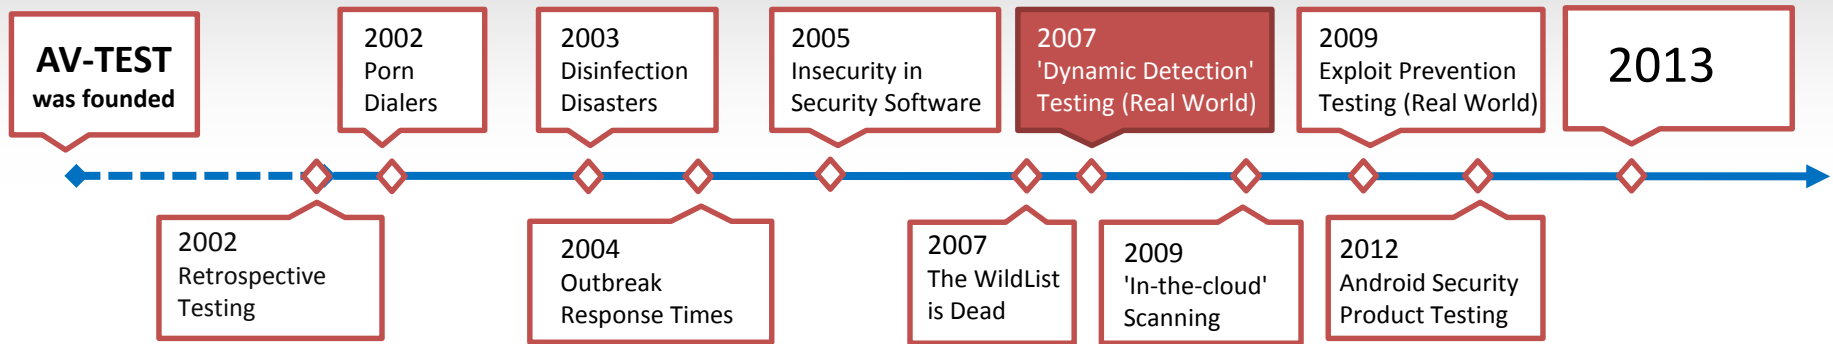 AV-TEST
was founded
2002
Porn
Dialers
2003
Disinfection
Disasters
2005
Insecurity in
Security Software
2007
'Dynamic Detection'
Testing (Real World)
2009
Exploit Prevention
Testing (Real World)
2013
2002
Retrospective
Testing
2004
Outbreak
Response Times
2007
The WildList
is Dead
2009
'In-the-cloud'
Scanning
2012
Android Security
Product Testing